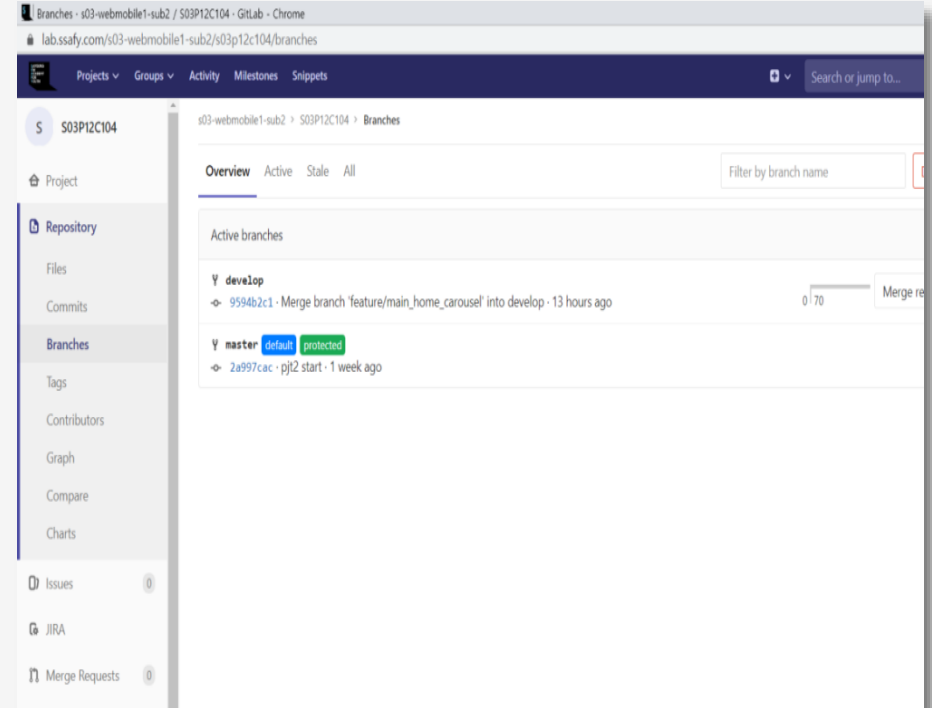 Branches · s03-webmobile1-sub2 / S03P12C104 · GitLab - Chrome
lab.ssafy.com/s03-webmobile1-sub2/s03p12c104/branches
Projects Groups Activity Milestones Snippets Search or jump to...
S S03P12C104
s03-webmobile1-sub2 > S03P12C104 > Branches
Project
Overview Active Stale All Filter by branch name
Repository
Active branches
Files
develop
9594b2c1 · Merge branch 'feature/main_home_carousel' into develop · 13 hours ago 0 70 Merge re
Commits
Branches
master default protected
2a997cac · pjt2 start · 1 week ago
Tags
Contributors
Graph
Compare
Charts
Issues 0
JIRA
Merge Requests 0